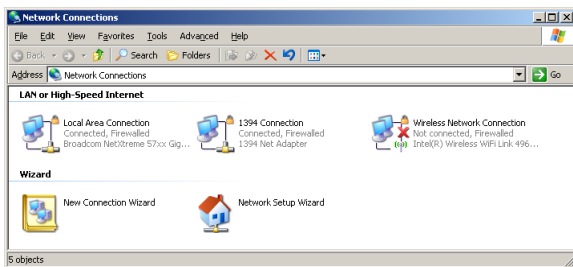 Network Connections
File Edit View Favorites Tools Advanced Help
Back Search Folders
Address Network Connections Go
LAN or High-Speed Internet
Local Area Connection
Connected, Firewalled
Broadcom NetXtreme 57xx Gig...
1394 Connection
Connected, Firewalled
1394 Net Adapter
Wireless Network Connection
Not connected, Firewalled
Intel(R) Wireless WiFi Link 496...
Wizard
New Connection Wizard
Network Setup Wizard
5 objects